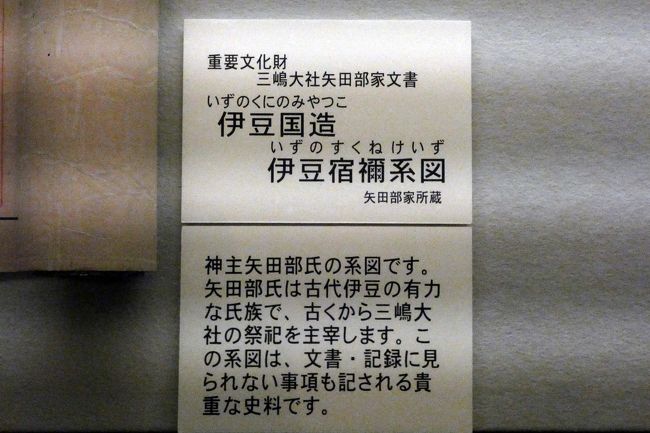 重要文化財
三嶋大社矢田部家文書
いずのくにのみやつこ
伊豆国造
いずのすくねけいず
伊豆宿禰系図
矢田部家所蔵
神主矢田部氏の系図です。
矢田部氏は古代伊豆の有力
な氏族で、古くから三嶋大
社の祭祀を主宰します。こ
の系図は、文書・記録に見
られない事項も記される貴
重な史料です。